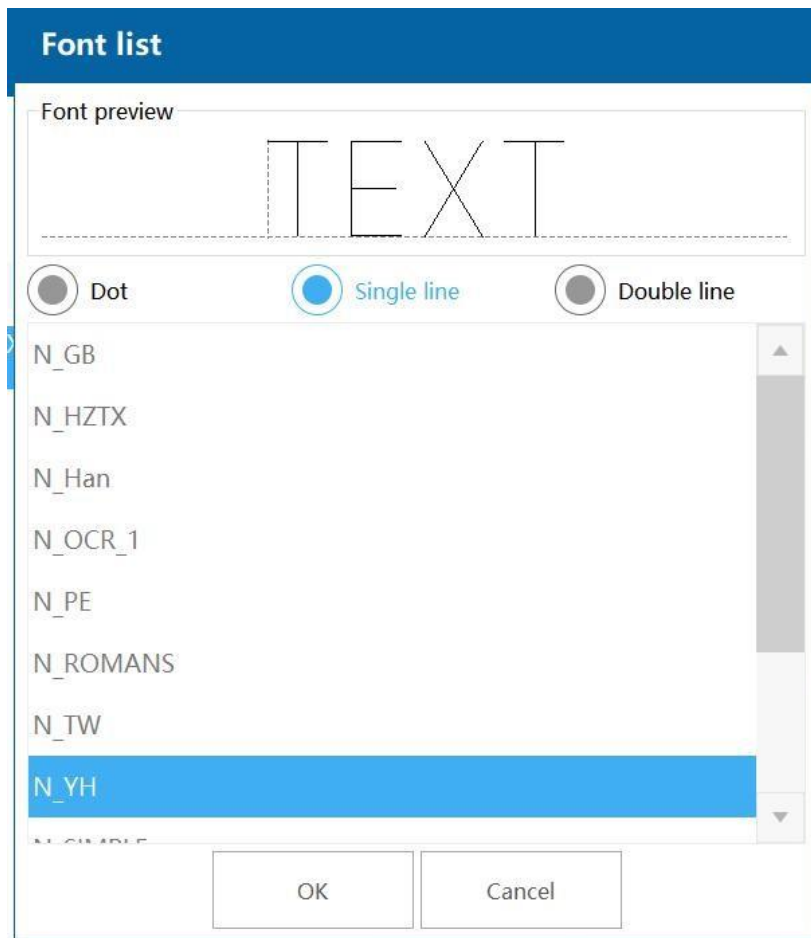 Font list
Font preview
TEXT
Dot Single line Double line
N_GB
N_HZTX
N_Han
N_OCR_1
N_PE
N_ROMANS
N_TW
N_YH
OK Cancel